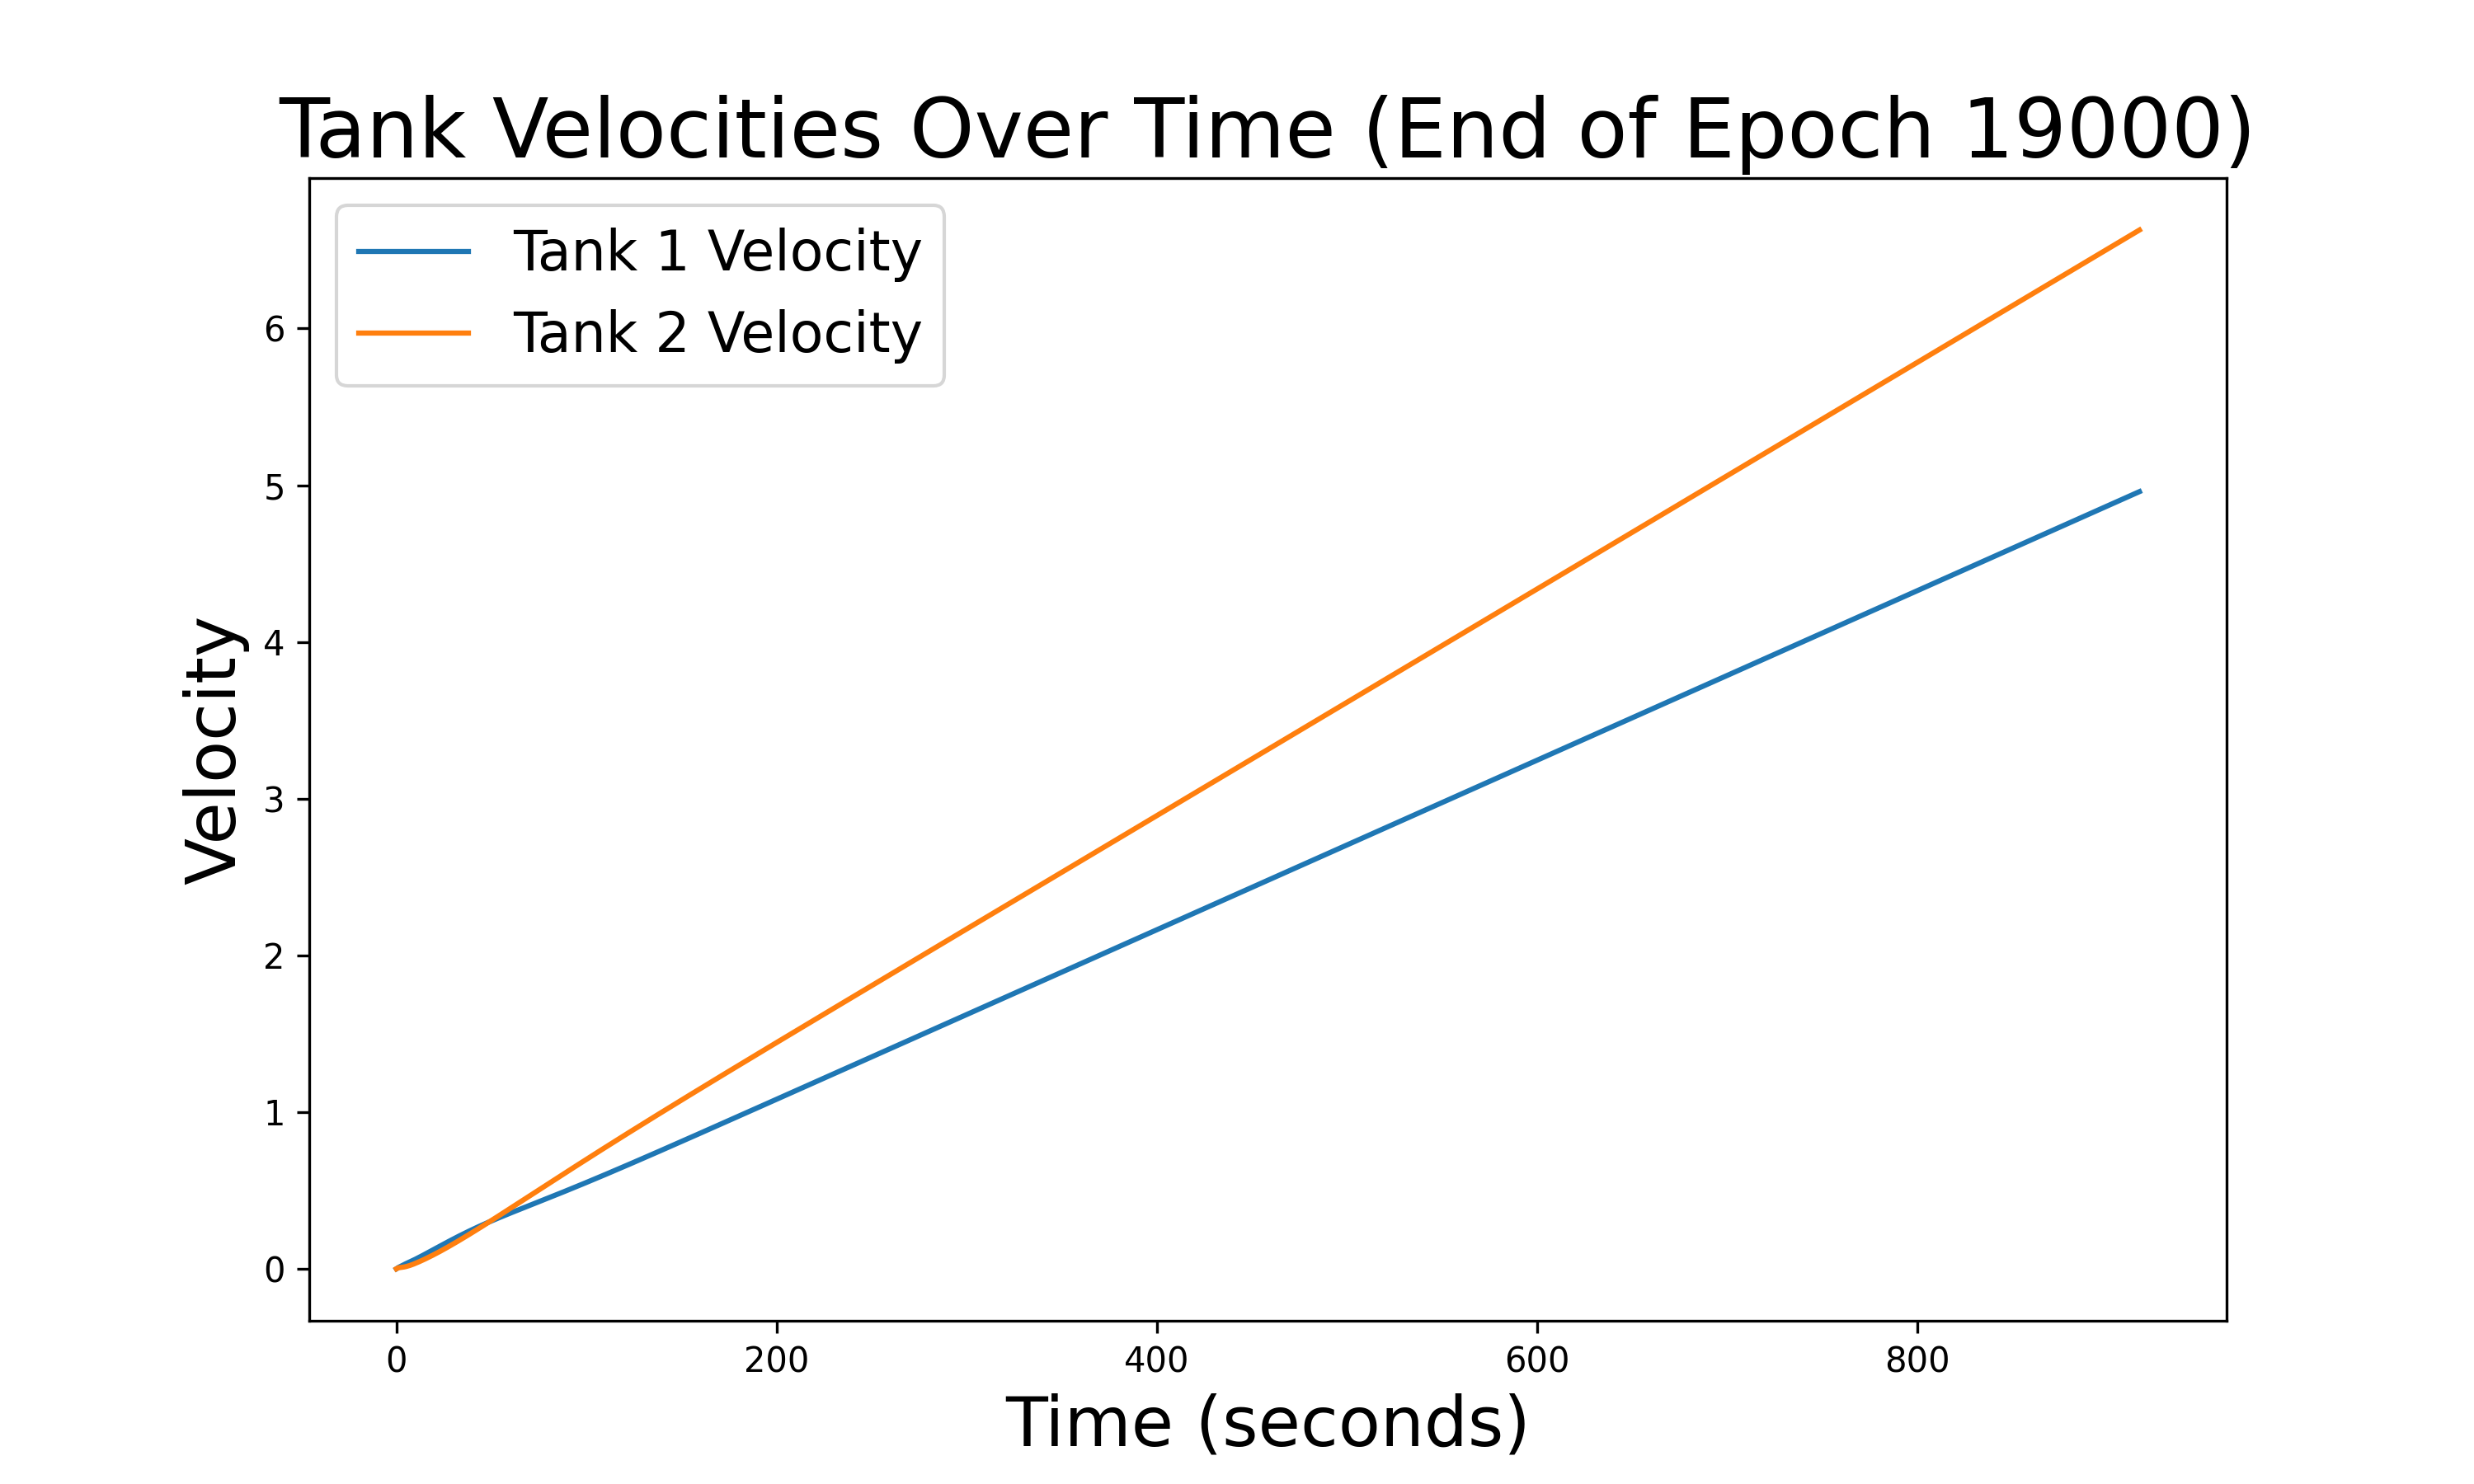 Tank Velocities Over Time (End of Epoch 19000)
Tank 1 Velocity
Tank 2 Velocity
Velocity
6
5
4
3
2
1
0
0 200 400 600 800
Time (seconds)